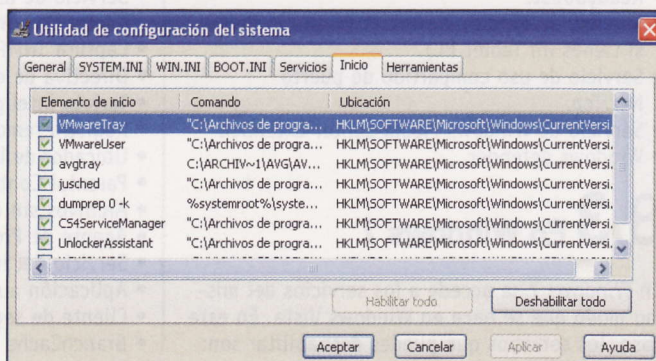 Utilidad de configuración del sistema
General SYSTEM.INI WIN.INI BOOT.INI Servicios Inicio Herramientas
Elemento de inicio Comando Ubicación
VMwareTray "C:\Archivos de progra... HKLM\SOFTWARE\Microsoft\Windows\CurrentVersi.
VMwareUser "C:\Archivos de progra... HKLM\SOFTWARE\Microsoft\Windows\CurrentVersi.
avgtray C:\ARCHIV~1\AVG\AV... HKLM\SOFTWARE\Microsoft\Windows\CurrentVersi.
jusched "C:\Archivos de progra... HKLM\SOFTWARE\Microsoft\Windows\CurrentVersi.
dumprep 0 -k %systemroot%\syste... HKLM\SOFTWARE\Microsoft\Windows\CurrentVersi.
CS4ServiceManager "C:\Archivos de progra... HKLM\SOFTWARE\Microsoft\Windows\CurrentVersi.
UnlockerAssistant "C:\Archivos de progra... HKLM\SOFTWARE\Microsoft\Windows\CurrentVersi.
Habilitar todo Deshabilitar todo
Aceptar Cancelar Aplicar Ayuda